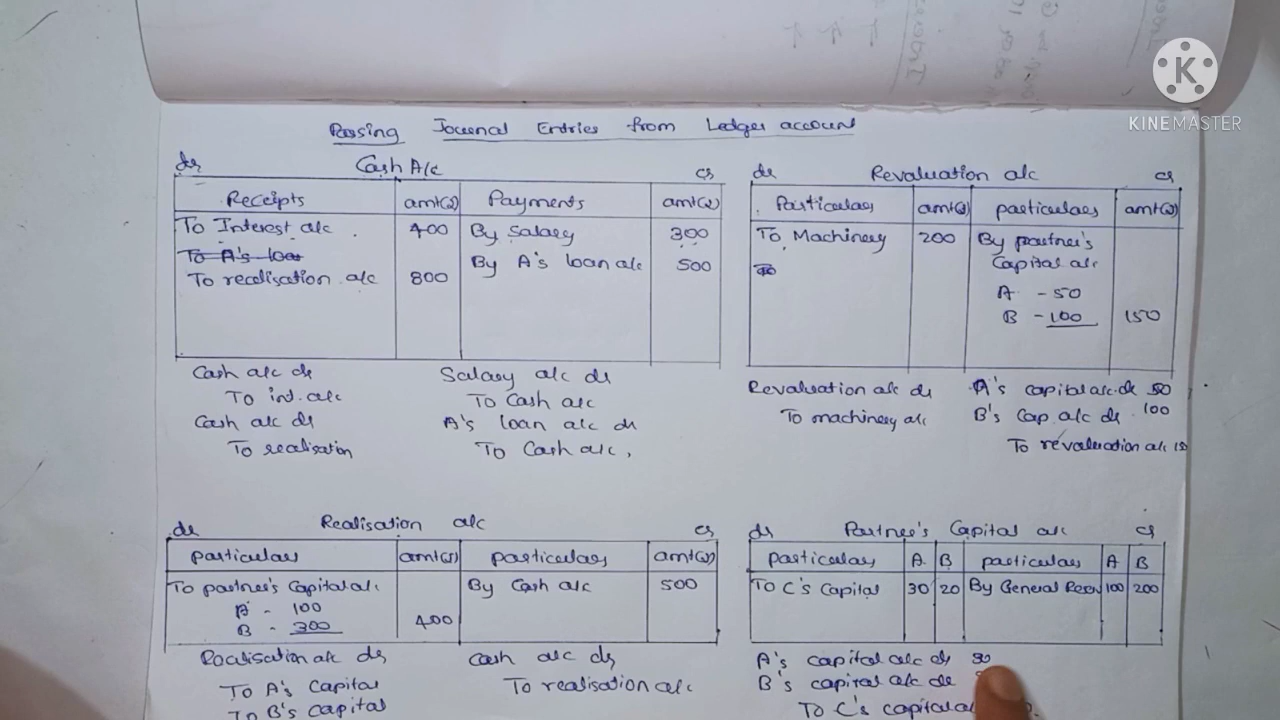 KINEMASTER
Passing Journal Entries from Ledger account
dr Cash A/c cr
Receipts amt(₹) Payments amt(₹)
To Interest a/c 400 By Salary 300
To A's loan
By A's loan a/c 500
To realisation a/c 800
Cash a/c dr Salary a/c dr
To int. a/c To Cash a/c
Cash a/c dr A's loan a/c dr
To realisation To Cash a/c,
dr Revaluation a/c cr
Particulars amt(₹) particulars amt(₹)
To Machinery 200 By partner's
To Capital a/c
A - 50
B - 100 150
Revaluation a/c dr A's capital a/c dr 50
To machinery a/c B's Cap. a/c dr 100
To revaluation a/c
dr Realisation a/c cr
particulars amt(₹) particulars amt(₹)
To partner's Capital a/c By Cash a/c 500
A - 100
B - 300 400
Realisation a/c dr Cash a/c dr
To A's Capital To realisation a/c
To B's Capital
dr Partner's Capital a/c cr
particulars A B particulars A B
To C's Capital 30 20 By General Reserv 100 200
A's capital a/c dr 30
B's capital a/c dr
To C's capital a